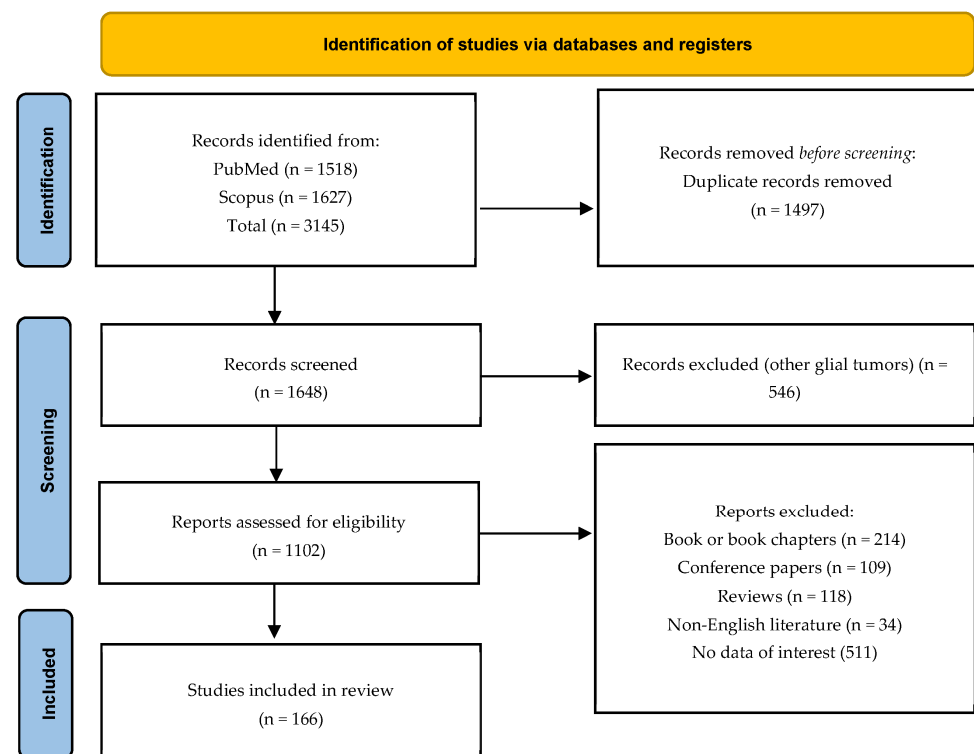 Identification of studies via databases and registers
Identification
Records identified from:
PubMed (n = 1518)
Scopus (n = 1627)
Total (n = 3145)
Records removed before screening:
Duplicate records removed
(n = 1497)
Screening
Records screened
(n = 1648)
Records excluded (other glial tumors) (n =
546)
Reports assessed for eligibility
(n = 1102)
Reports excluded:
Book or book chapters (n = 214)
Conference papers (n = 109)
Reviews (n = 118)
Non-English literature (n = 34)
No data of interest (511)
Included
Studies included in review
(n = 166)